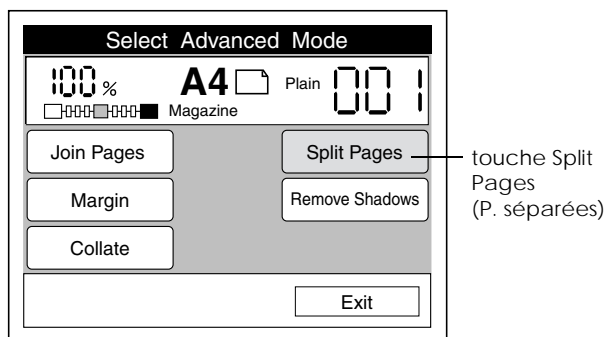 Select Advanced Mode
100 % A4 Plain 001
Magazine
Join Pages Split Pages
Margin Remove Shadows
Collate
Exit
touche Split
Pages
(P. séparées)